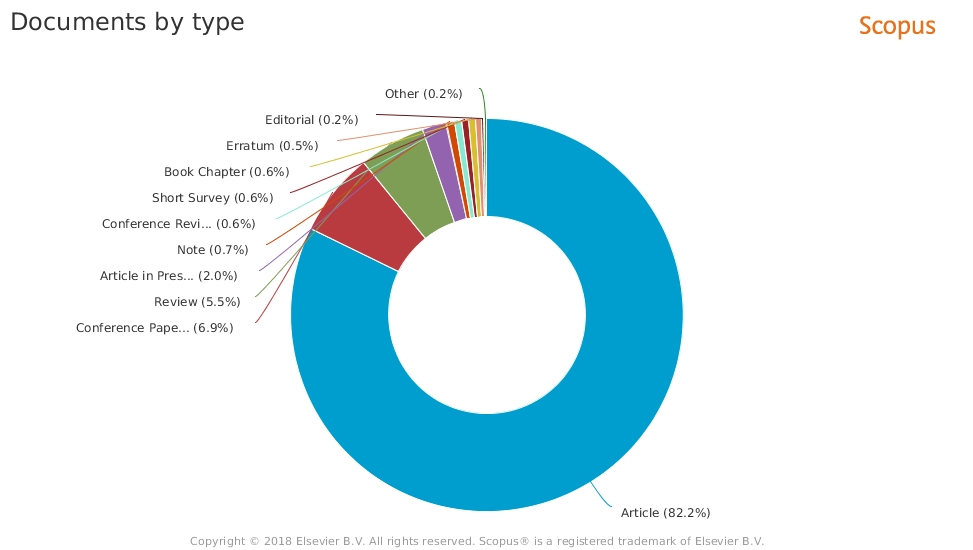 Documents by type
Scopus
Other (0.2%)
Editorial (0.2%)
Erratum (0.5%)
Book Chapter (0.6%)
Short Survey (0.6%)
Conference Revi... (0.6%)
Note (0.7%)
Article in Pres... (2.0%)
Review (5.5%)
Conference Pape... (6.9%)
Article (82.2%)
Copyright © 2018 Elsevier B.V. All rights reserved. Scopus® is a registered trademark of Elsevier B.V.